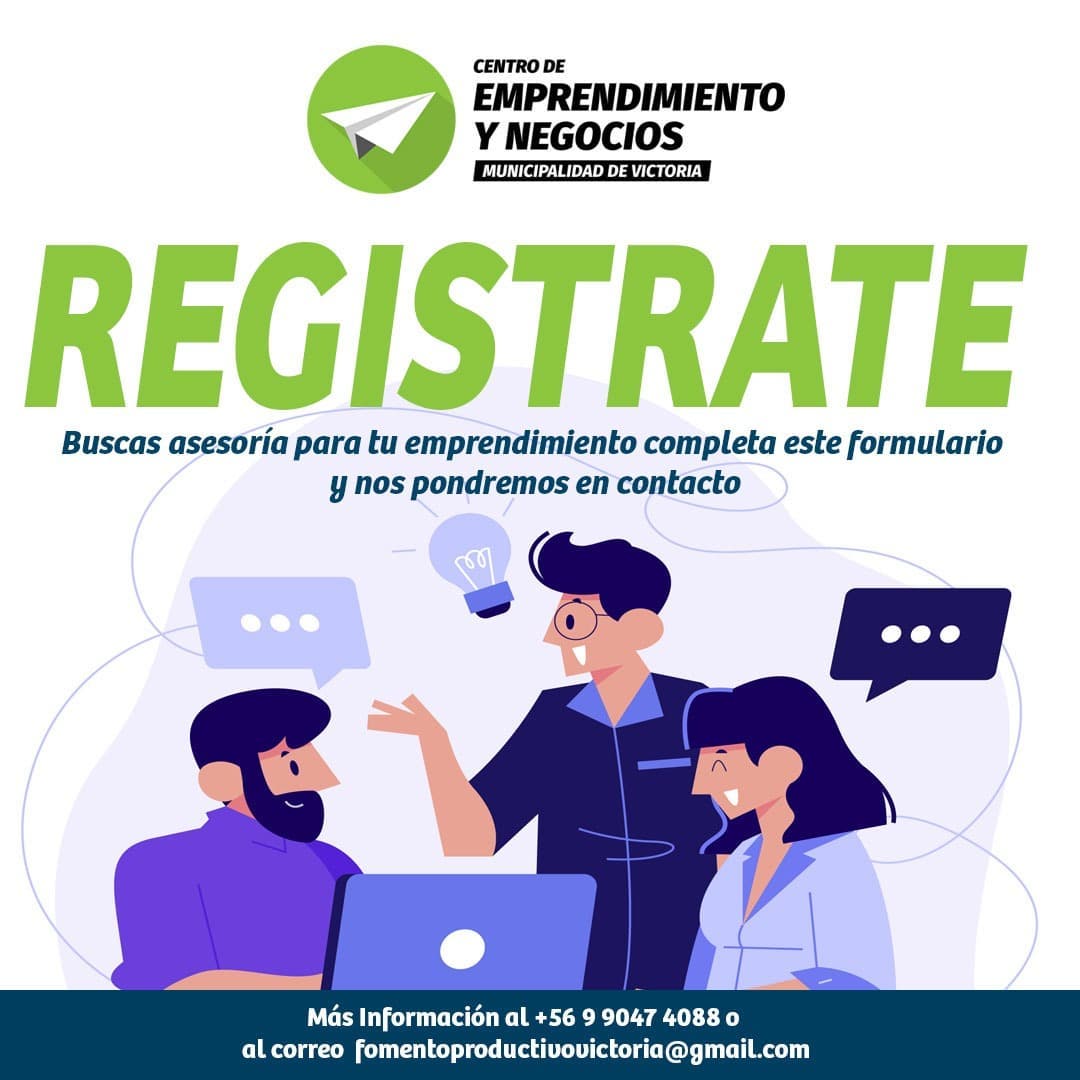 CENTRO DE
EMPRENDIMIENTO
Y NEGOCIOS
MUNICIPALIDAD DE VICTORIA
REGISTRATE
Buscas asesoría para tu emprendimiento completa este formulario
y nos pondremos en contacto
Más Información al +56 9 9047 4088 o
al correo fomentoproductivovictoria@gmail.com